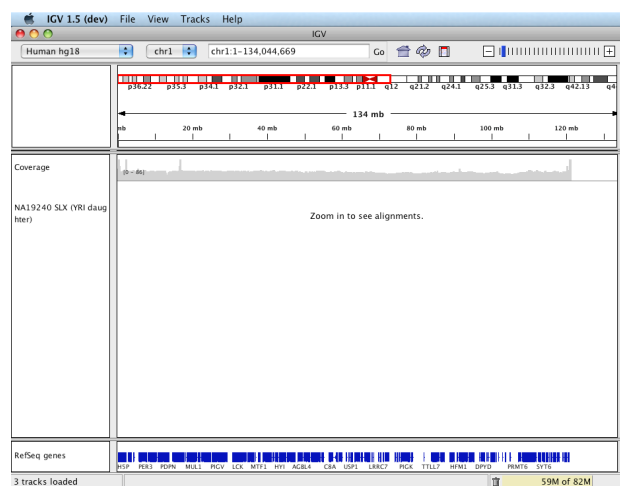 IGV 1.5 (dev) File View Tracks Help
IGV
Human hg18 chr1 chr1:1-134,044,669 Go
p36.22 p35.3 p34.1 p32.1 p31.1 p22.1 p13.3 p11.1 q12 q21.2 q24.1 q25.3 q31.3 q32.3 q42.13 q4
134 mb
mb 20 mb 40 mb 60 mb 80 mb 100 mb 120 mb
Coverage
(0 - 86)
NA19240 SLX (YRI daug
hter)
Zoom in to see alignments.
RefSeq genes
H5P PER3 PDPN MUL1 PIGV LCK MTF1 HYI AGBL4 C8A USP1 LRRC7 PIGK TTLL7 HFM1 DPYD PRMT6 SYT6
3 tracks loaded 59M of 82M